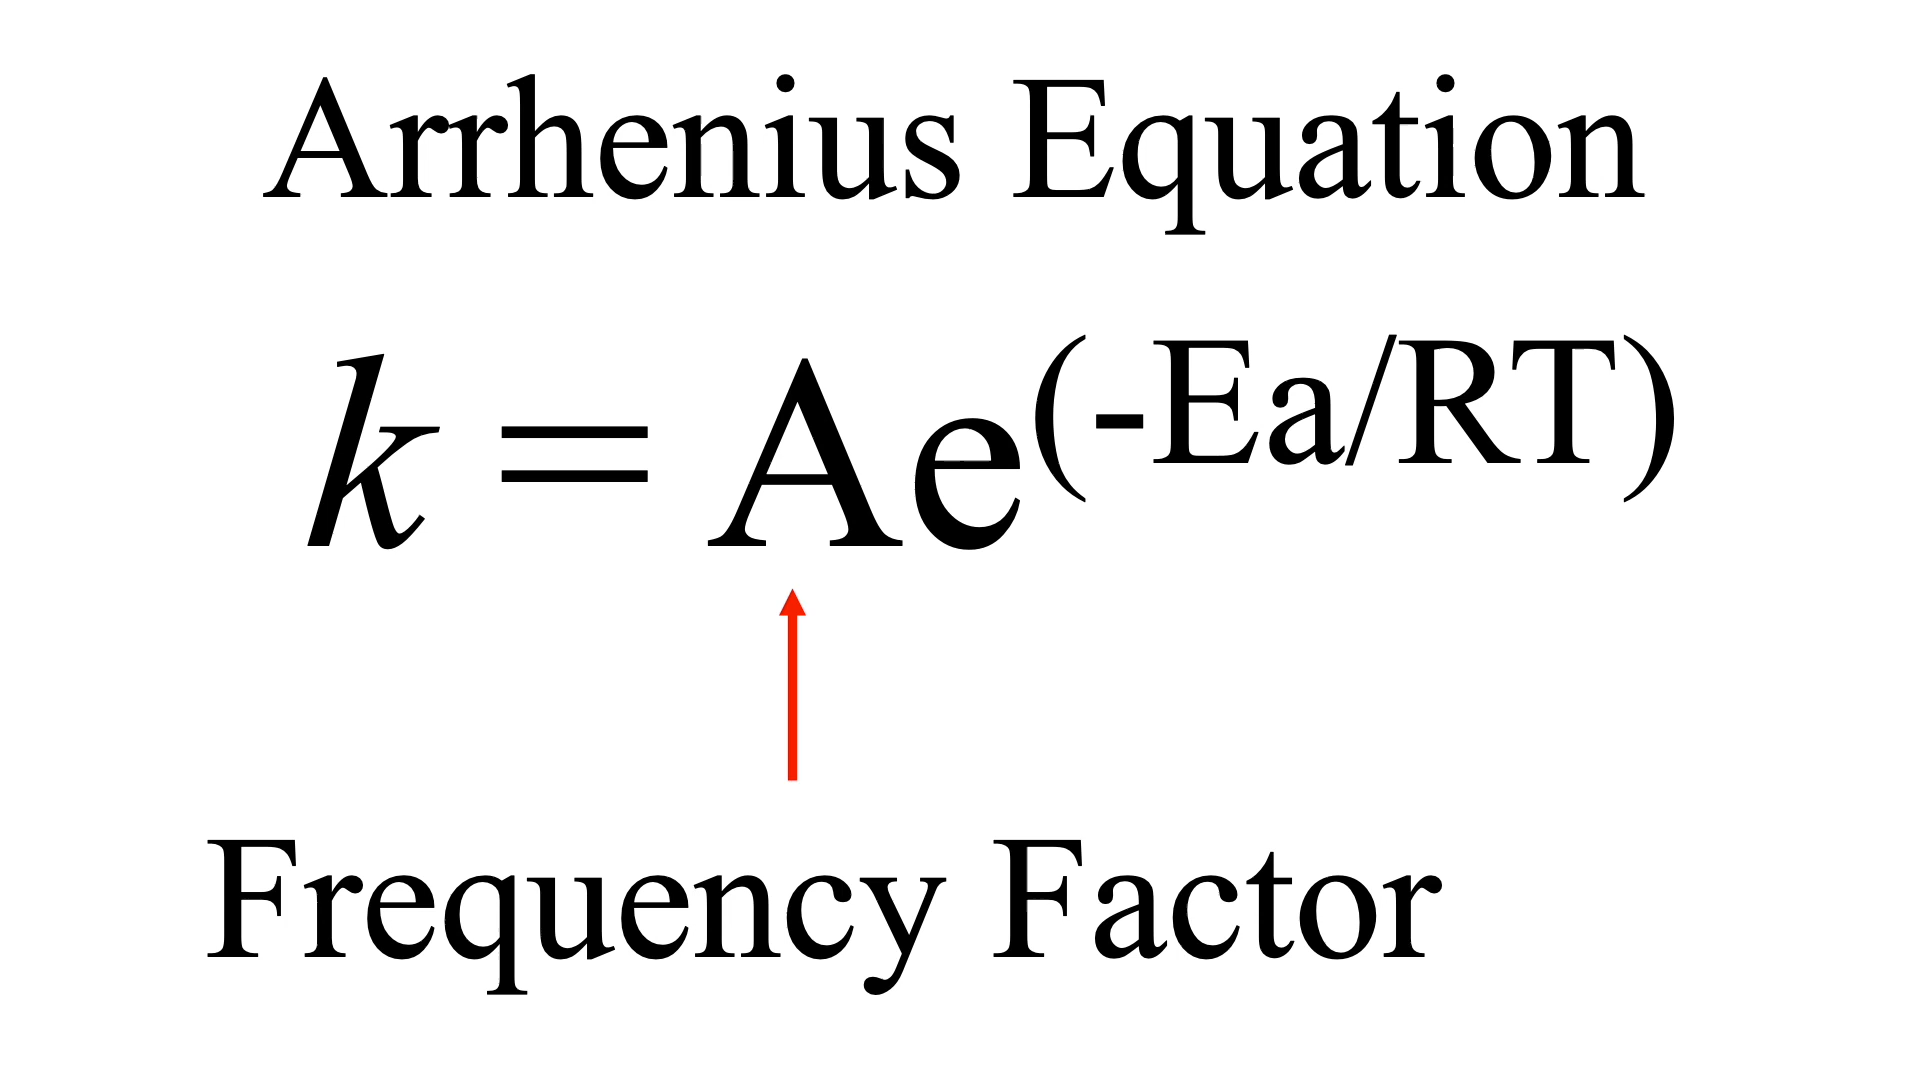 Arrhenius Equation
k = Ae^(-Ea/RT)
Frequency Factor